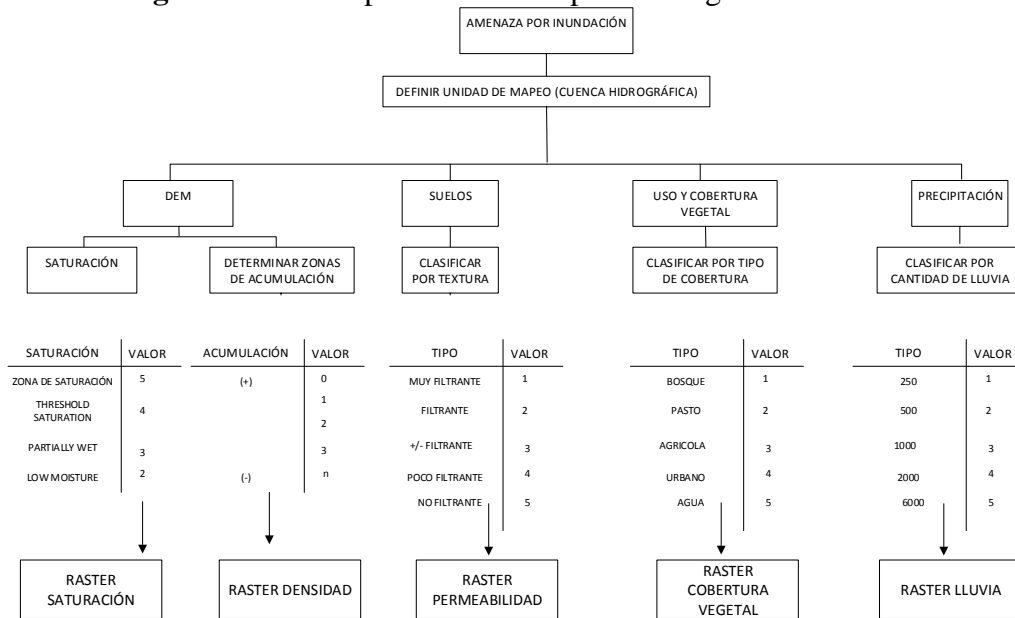 AMENAZA POR INUNDACIÓN
DEFINIR UNIDAD DE MAPEO (CUENCA HIDROGRÁFICA)
DEM
SUELOS
USO Y COBERTURA
VEGETAL
PRECIPITACIÓN
SATURACIÓN
DETERMINAR ZONAS
DE ACUMULACIÓN
CLASIFICAR
POR TEXTURA
CLASIFICAR POR TIPO
DE COBERTURA
CLASIFICAR POR
CANTIDAD DE LLUVIA
SATURACIÓN VALOR
ZONA DE SATURACIÓN 5
THRESHOLD
SATURATION 4
PARTIALLY WET 3
LOW MOISTURE 2
ACUMULACIÓN VALOR
(+) 0
1
2
3
(-) n
TIPO VALOR
MUY FILTRANTE 1
FILTRANTE 2
+/- FILTRANTE 3
POCO FILTRANTE 4
NO FILTRANTE 5
TIPO VALOR
BOSQUE 1
PASTO 2
AGRICOLA 3
URBANO 4
AGUA 5
TIPO VALOR
250 1
500 2
1000 3
2000 4
6000 5
RASTER
SATURACIÓN
RASTER DENSIDAD
RASTER
PERMEABILIDAD
RASTER
COBERTURA
VEGETAL
RASTER LLUVIA